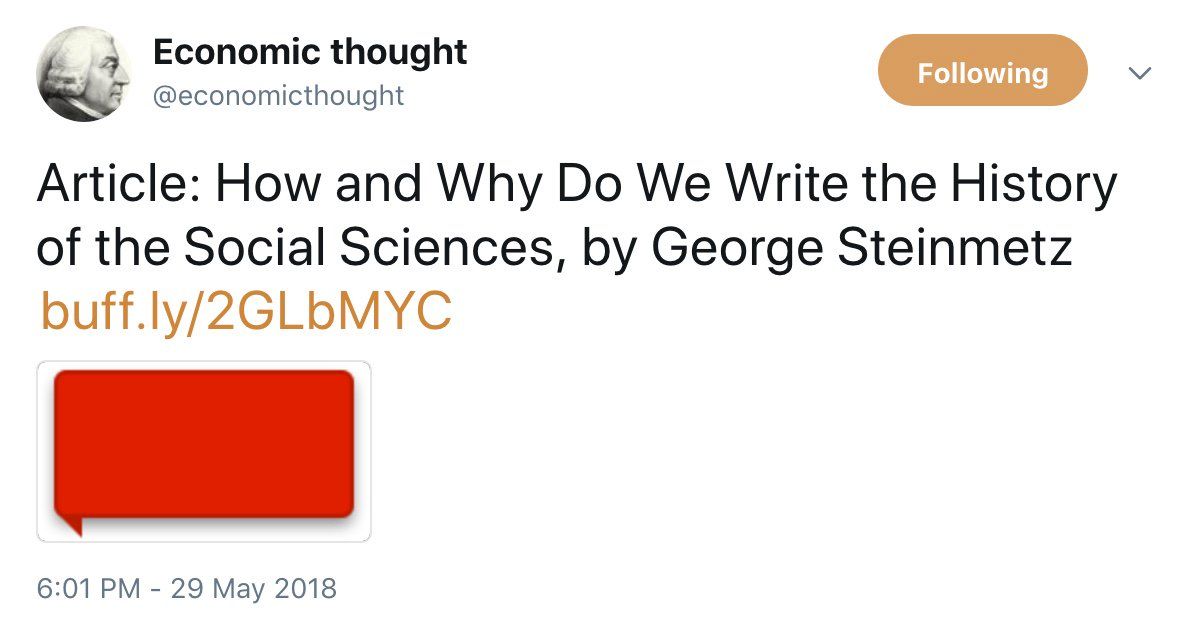 Economic thought
@economicthought
Following
Article: How and Why Do We Write the History
of the Social Sciences, by George Steinmetz
buff.ly/2GLbMYC
6:01 PM - 29 May 2018